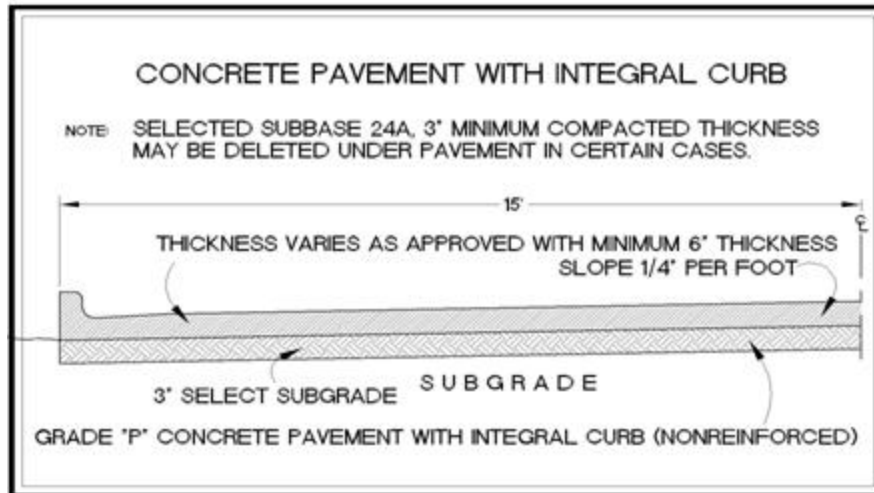 CONCRETE PAVEMENT WITH INTEGRAL CURB
NOTE: SELECTED SUBBASE 24A, 3" MINIMUM COMPACTED THICKNESS
MAY BE DELETED UNDER PAVEMENT IN CERTAIN CASES.
15'
℄
THICKNESS VARIES AS APPROVED WITH MINIMUM 6" THICKNESS
SLOPE 1/4" PER FOOT
3" SELECT SUBGRADE
SUBGRADE
GRADE "P" CONCRETE PAVEMENT WITH INTEGRAL CURB (NONREINFORCED)